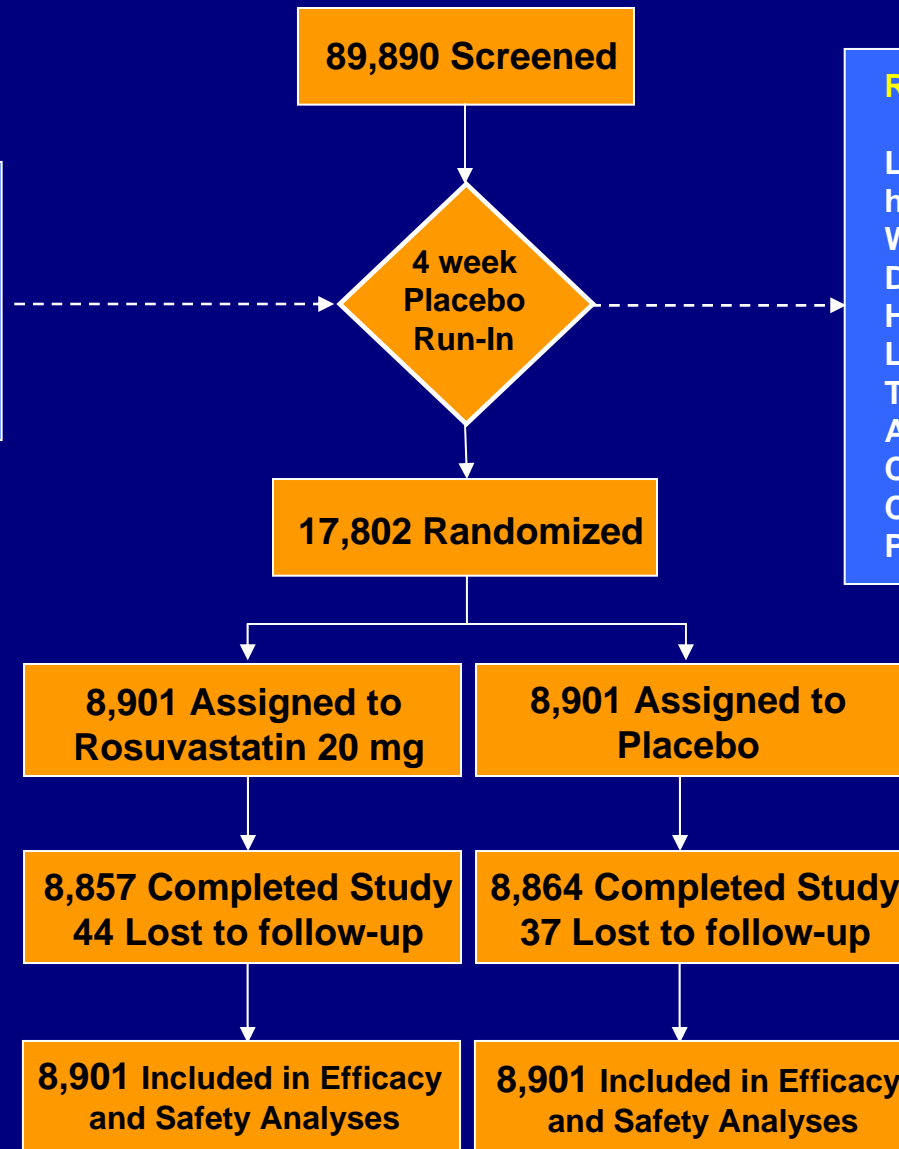 89,890 Screened
4 week
Placebo
Run-In
17,802 Randomized
8,901 Assigned to
Rosuvastatin 20 mg
8,901 Assigned to
Placebo
8,857 Completed Study
44 Lost to follow-up
8,864 Completed Study
37 Lost to follow-up
8,901 Included in Efficacy
and Safety Analyses
8,901 Included in Efficacy
and Safety Analyses